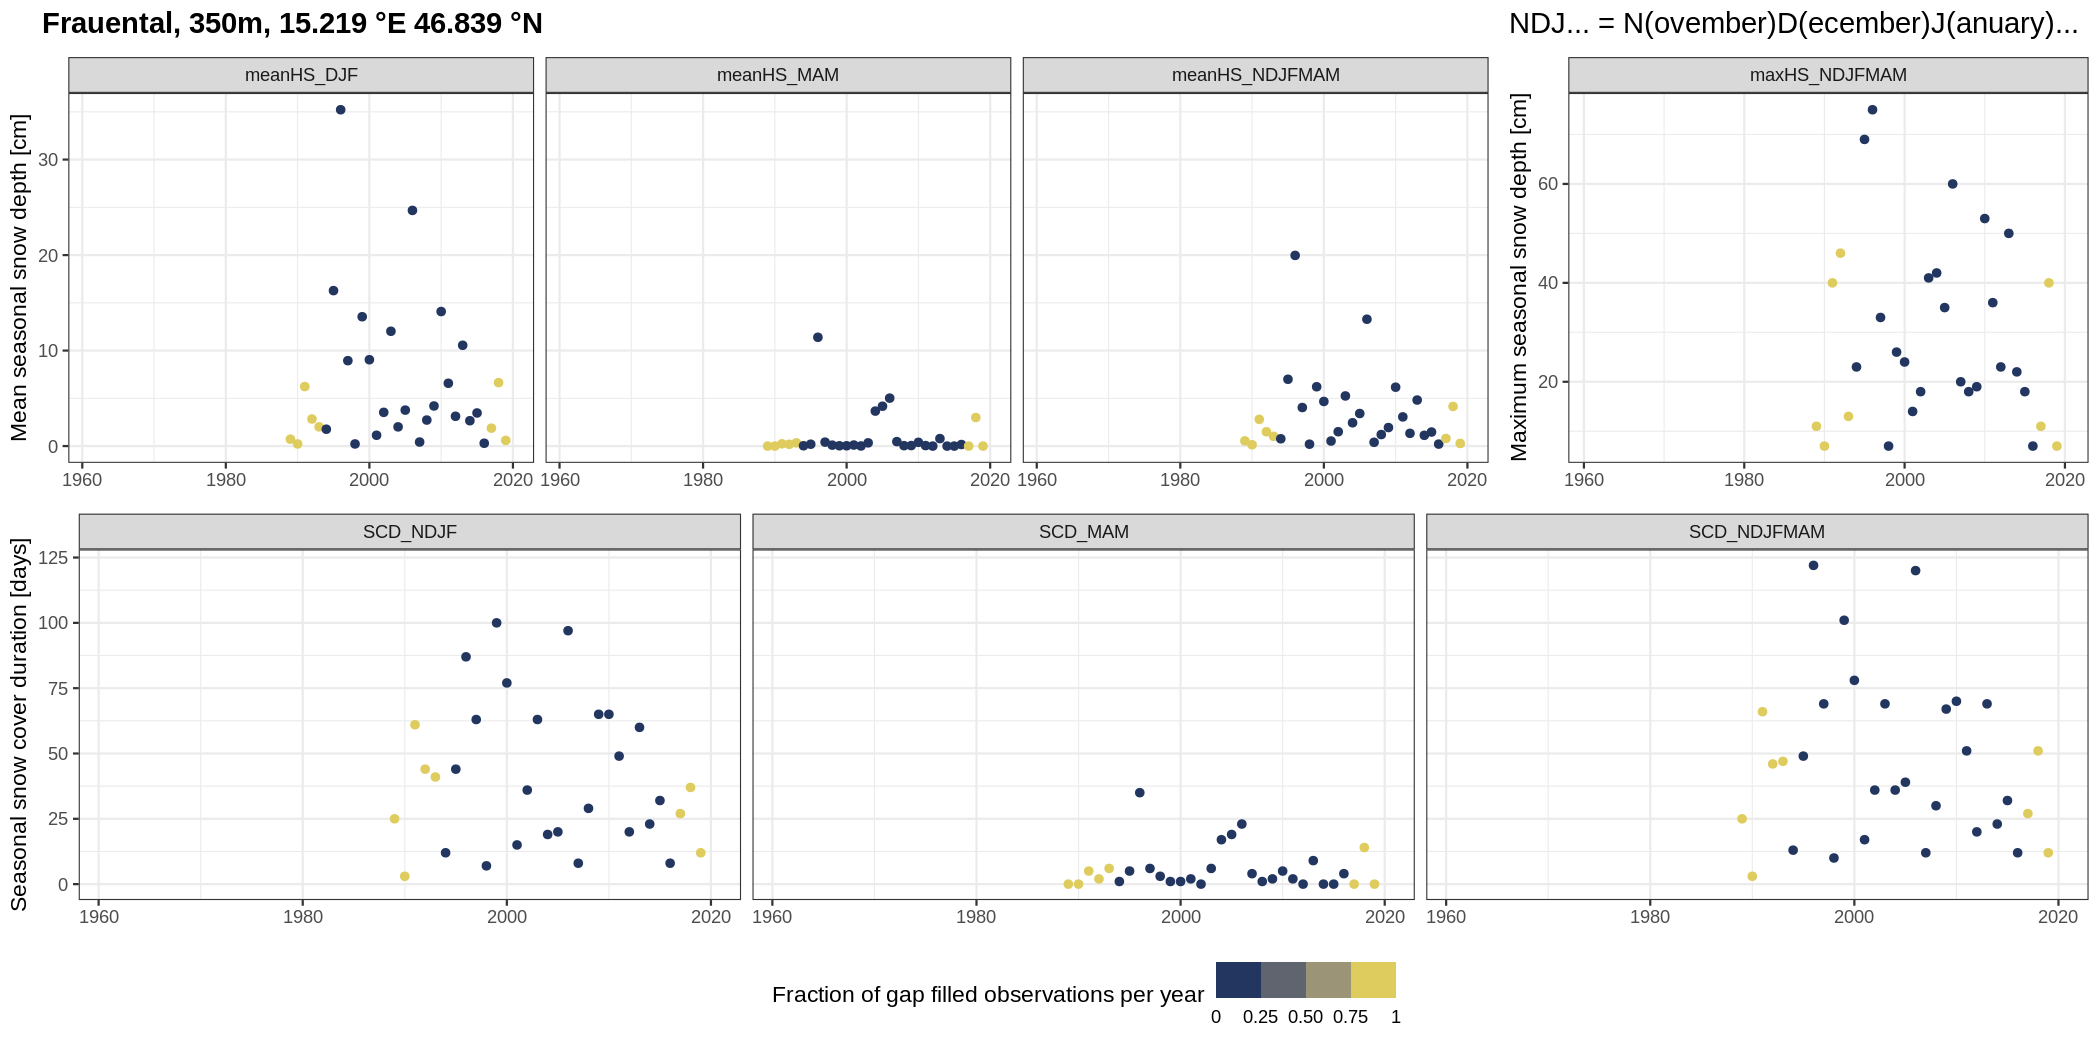 Frauental, 350m, 15.219 °E 46.839 °N
NDJ... = N(ovember)D(ecember)J(anuary)...
meanHS_DJF
meanHS_MAM
meanHS_NDJFMAM
maxHS_NDJFMAM
Mean seasonal snow depth [cm]
30
20
10
0
1960 1980 2000 2020
1960 1980 2000 2020
1960 1980 2000 2020
Maximum seasonal snow depth [cm]
60
40
20
1960 1980 2000 2020
SCD_NDJF
SCD_MAM
SCD_NDJFMAM
Seasonal snow cover duration [days]
125
100
75
50
25
0
1960 1980 2000 2020
1960 1980 2000 2020
1960 1980 2000 2020
Fraction of gap filled observations per year
0 0.25 0.50 0.75 1